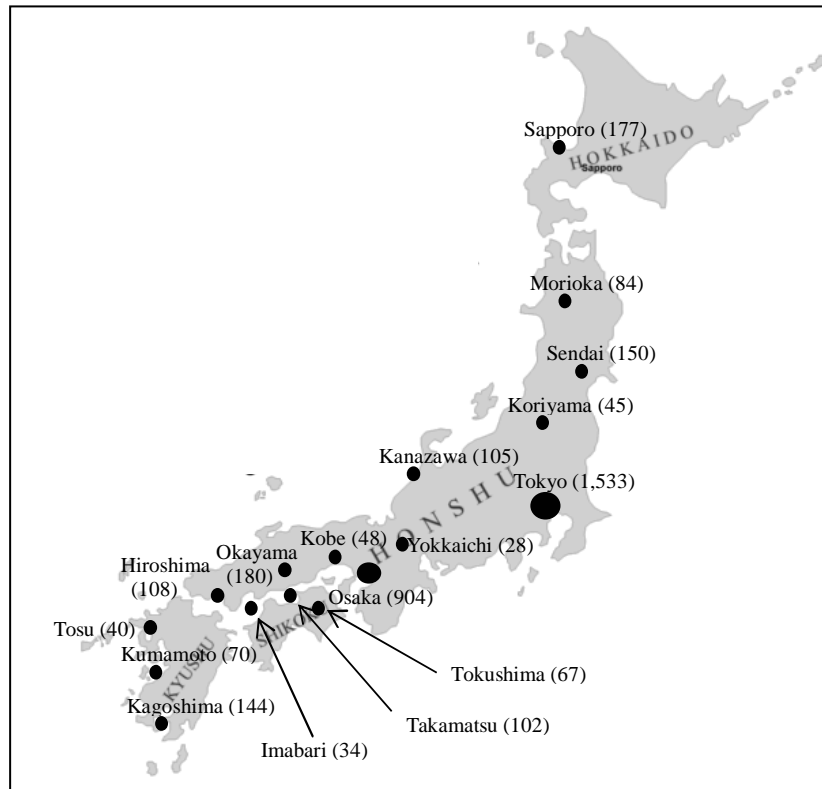 Sapporo (177)
HOKKAIDO
Sapporo
Morioka (84)
Sendai (150)
Koriyama (45)
Kanazawa (105)
Tokyo (1,533)
HONSHU
Kobe (48)
Yokkaichi (28)
Okayama
(180)
Hiroshima
(108)
Osaka (904)
SHIKOKU
Tosu (40)
Kumamoto (70)
KYUSHU
Tokushima (67)
Kagoshima (144)
Takamatsu (102)
Imabari (34)